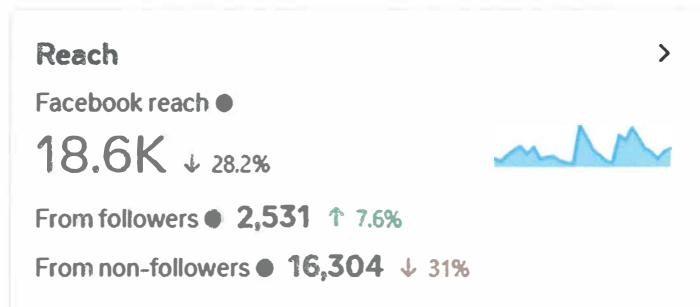 Reach
Facebook reach
18.6K ↓ 28.2%
From followers 2,531 ↑ 7.6%
From non-followers 16,304 ↓ 31%